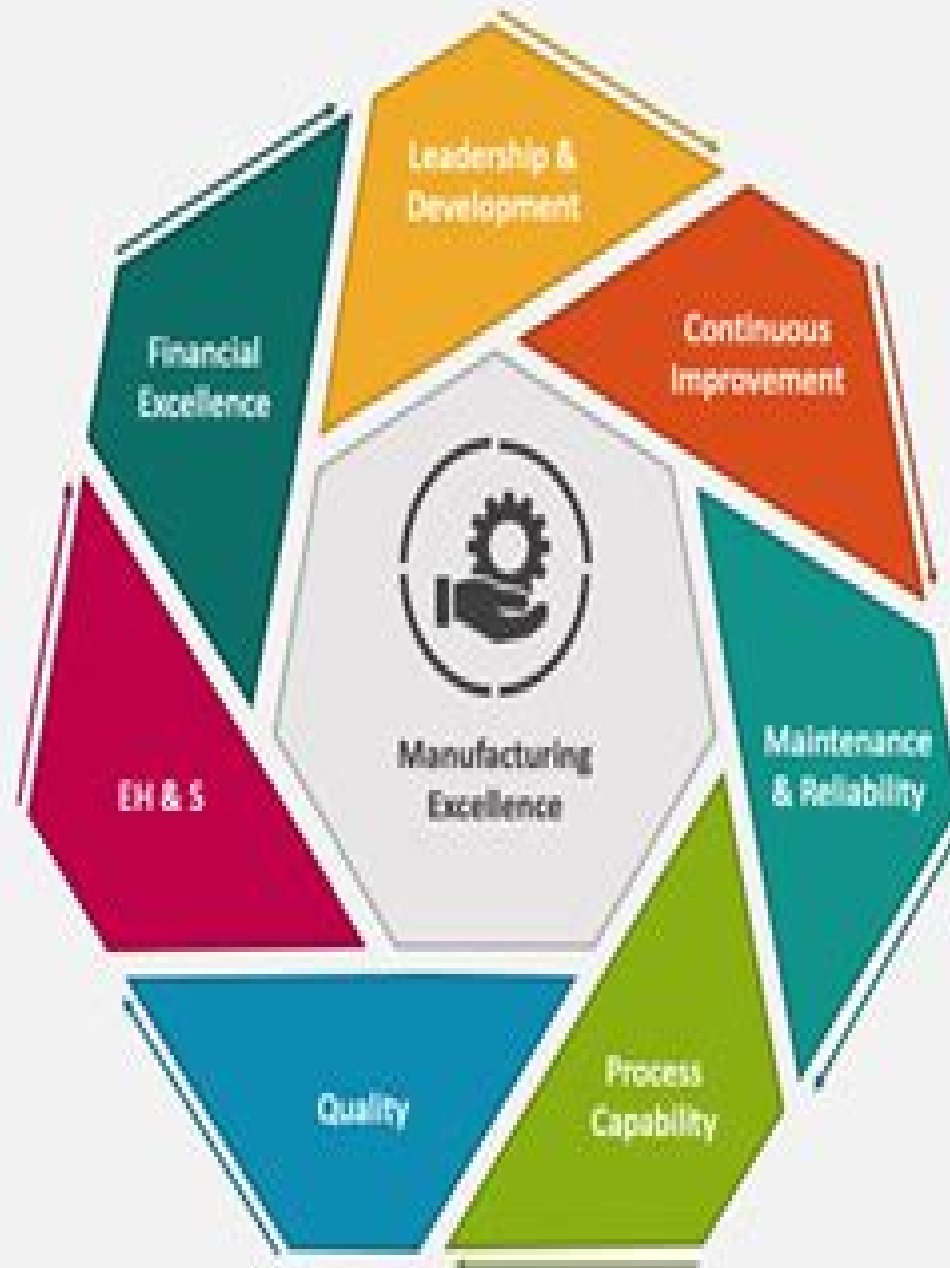 Leadership &
Development
Continuous
Improvement
Financial
Excellence
Manufacturing
Excellence
Maintenance
& Reliability
EH & S
Process
Capability
Quality